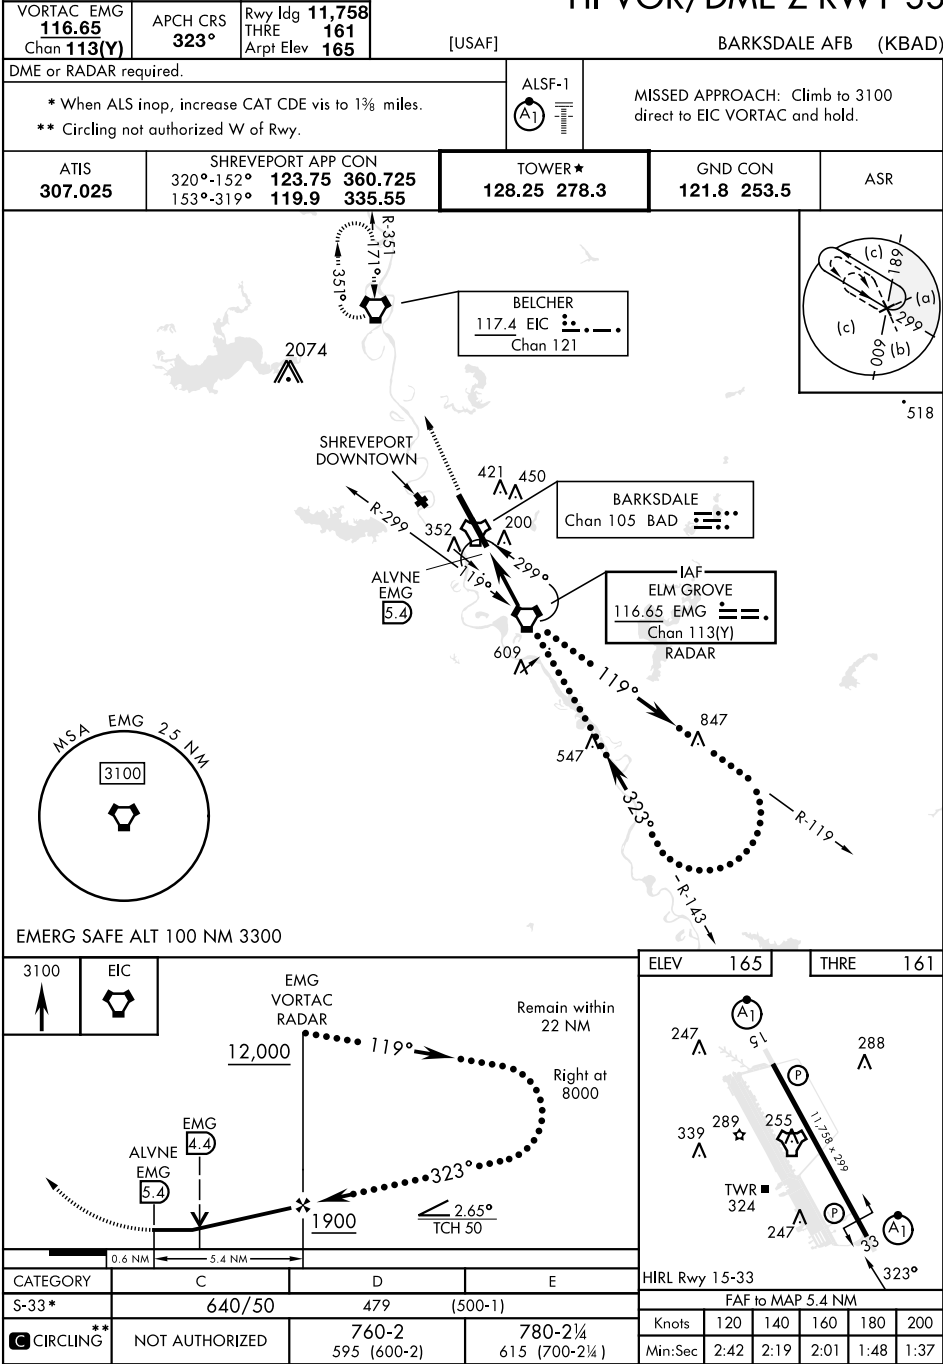 HI-VOR/DME Z RWY 33
VORTAC EMG
116.65
Chan 113(Y)
APCH CRS
323°
Rwy ldg 11,758
THRE 161
Arpt Elev 165
[USAF]
BARKSDALE AFB (KBAD)
DME or RADAR required.
* When ALS inop, increase CAT CDE vis to 1⅜ miles.
** Circling not authorized W of Rwy.
ALSF-1
A1
MISSED APPROACH: Climb to 3100
direct to EIC VORTAC and hold.
ATIS
307.025
SHREVEPORT APP CON
320°-152° 123.75 360.725
153°-319° 119.9 335.55
TOWER★
128.25 278.3
GND CON
121.8 253.5
ASR
R-351
171°
351°
BELCHER
117.4 EIC
Chan 121
2074
(c)
189
(a)
299
(c)
(b)
009
518
SHREVEPORT
DOWNTOWN
421
450
R-299
352
200
BARKSDALE
Chan 105 BAD
299°
119°
ALVNE
EMG
5.4
IAF
ELM GROVE
116.65 EMG
Chan 113(Y)
RADAR
609
119°
847
547
323°
R-119
R-143
MSA EMG 25 NM
3100
EMERG SAFE ALT 100 NM 3300
3100
EIC
EMG
VORTAC
RADAR
Remain within
22 NM
12,000
119°
Right at
8000
EMG
4.4
ALVNE
EMG
5.4
323°
1900
2.65°
TCH 50
0.6 NM
5.4 NM
ELEV 165
THRE 161
A1
15
247
288
P
11,758 x 299
339
289
255
TWR
324
P
247
A1
33
323°
HIRL Rwy 15-33
CATEGORY C D E
S-33* 640/50 479 (500-1)
C CIRCLING** NOT AUTHORIZED 760-2 780-2¼
595 (600-2) 615 (700-2¼)
FAF to MAP 5.4 NM
Knots 120 140 160 180 200
Min:Sec 2:42 2:19 2:01 1:48 1:37